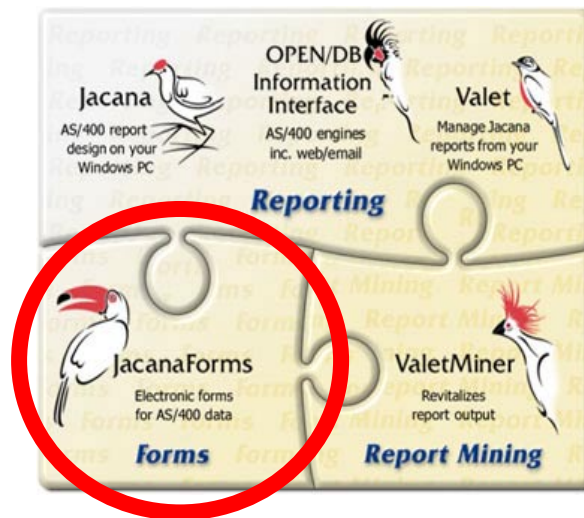 Jacana
AS/400 report
design on your
Windows PC
OPEN/DB
Information
Interface
AS/400 engines
inc. web/email
Valet
Manage Jacana
reports from your
Windows PC
Reporting
JacanaForms
Electronic forms
for AS/400 data
Forms
ValetMiner
Revitalizes
report output
Report Mining